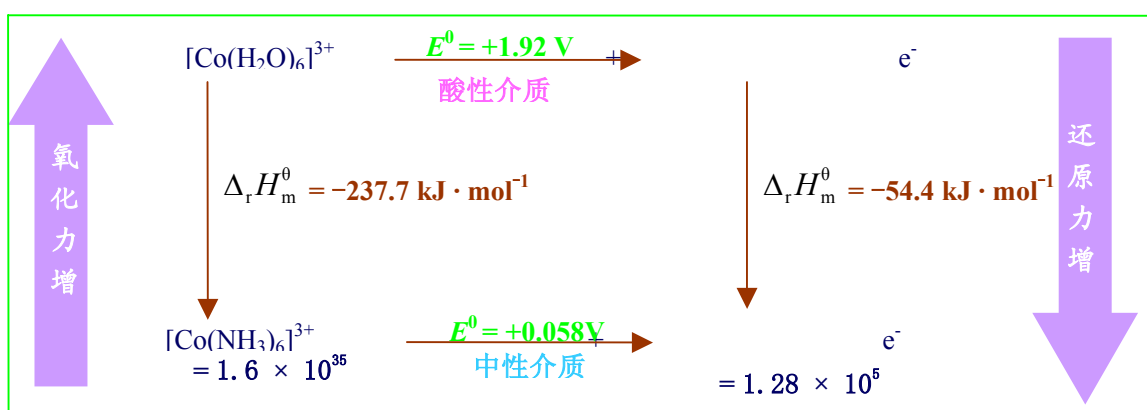 [Co(H₂O)₆]³⁺ E⁰ = +1.92 V + e⁻
酸性介质
氧化力增
还原力增
ΔᵣHₘ^θ = −237.7 kJ · mol⁻¹ ΔᵣHₘ^θ = −54.4 kJ · mol⁻¹
[Co(NH₃)₆]³⁺ E⁰ = +0.058V + e⁻
= 1.6 × 10³⁵ 中性介质 = 1.28 × 10⁵